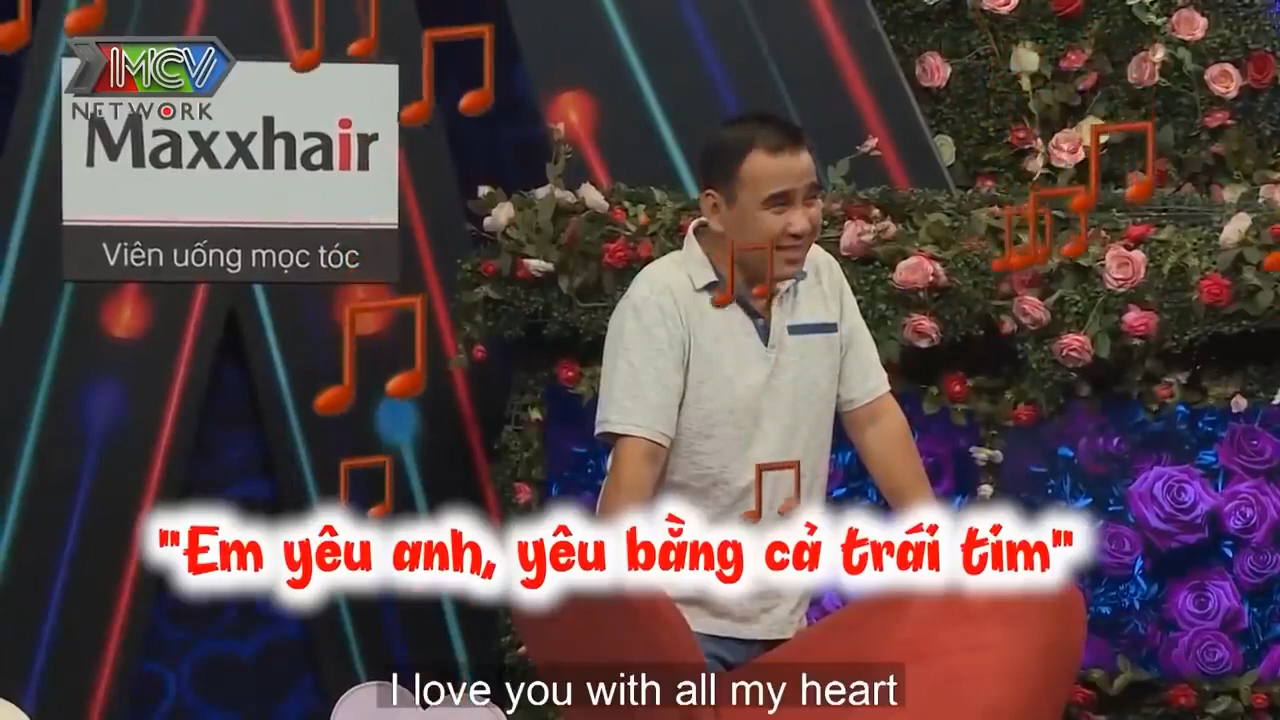 MCV
NETWORK
Maxxhair
Viên uống mọc tóc
"Em yêu anh, yêu bằng cả trái tim"
I love you with all my heart